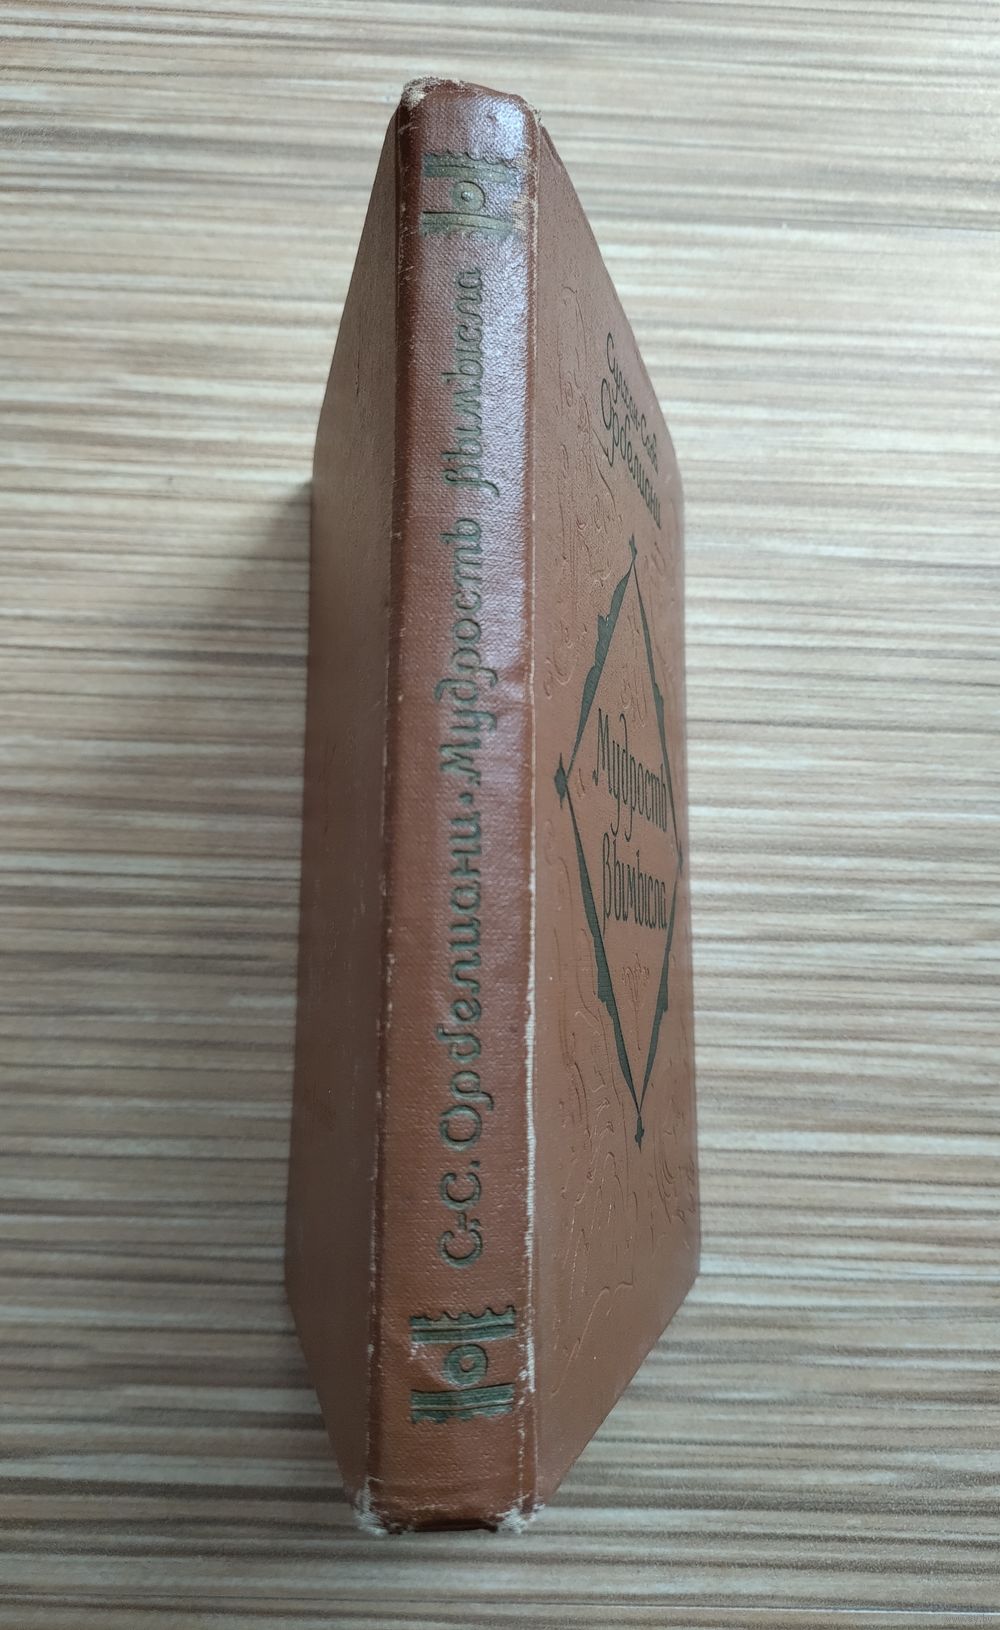 С.-С. Орбелиани. Мудрость вымысла
Сулхан-Саба
Орбелиани
Мудрость
вымысла